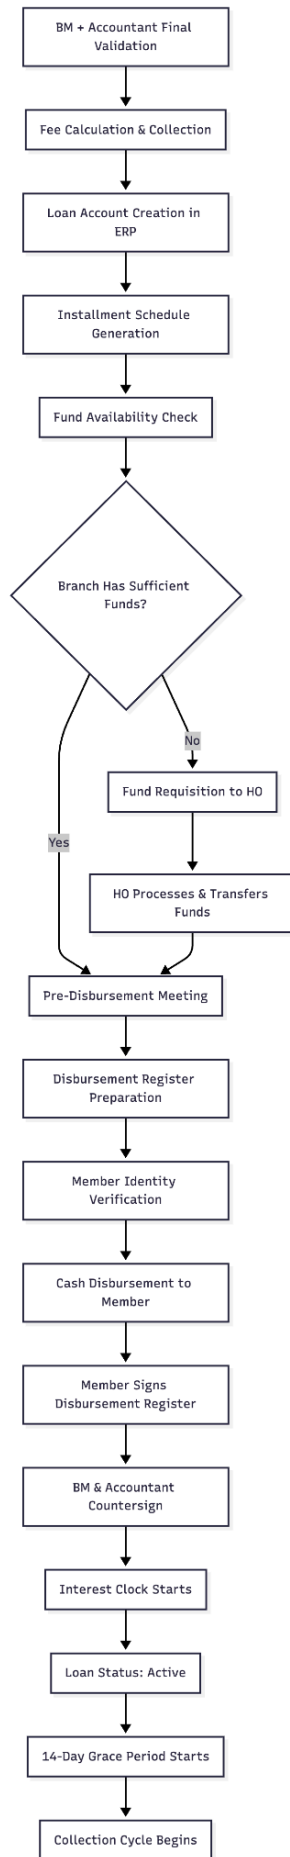 BM + Accountant Final
Validation
Fee Calculation & Collection
Loan Account Creation in
ERP
Installment Schedule
Generation
Fund Availability Check
Branch Has Sufficient
Funds?
No
Fund Requisition to HO
Yes
HO Processes & Transfers
Funds
Pre-Disbursement Meeting
Disbursement Register
Preparation
Member Identity
Verification
Cash Disbursement to
Member
Member Signs
Disbursement Register
BM & Accountant
Countersign
Interest Clock Starts
Loan Status: Active
14-Day Grace Period Starts
Collection Cycle Begins